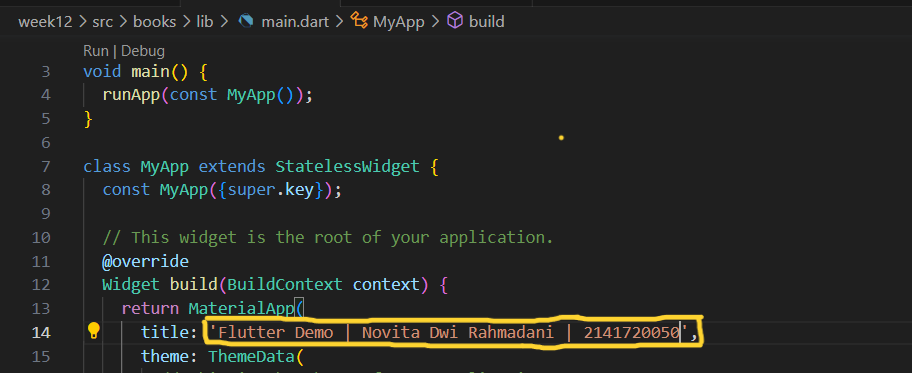 week12 > src > books > lib > main.dart > MyApp > build
Run | Debug
3 void main() {
4 runApp(const MyApp());
5 }
6
7 class MyApp extends StatelessWidget {
8 const MyApp({super.key});
9
10 // This widget is the root of your application.
11 @override
12 Widget build(BuildContext context) {
13 return MaterialApp(
14 title: 'Flutter Demo | Novita Dwi Rahmadani | 2141720050',
15 theme: ThemeData(